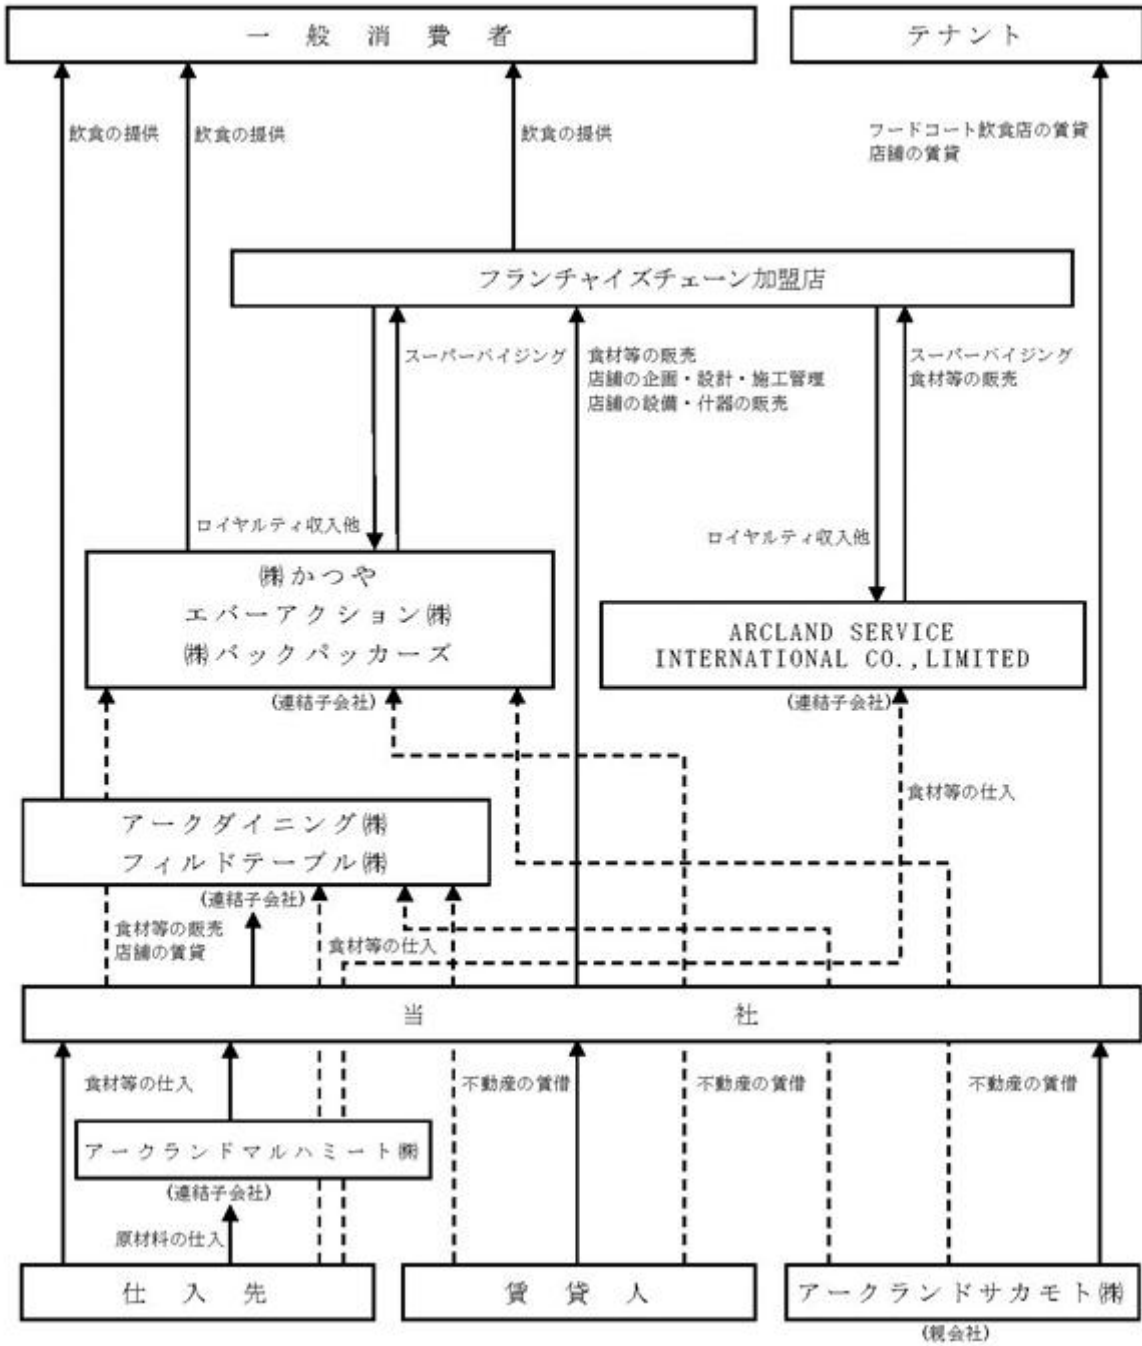 一般消費者
テナント
飲食の提供
飲食の提供
飲食の提供
フードコート飲食店の賃貸
店舗の賃貸
フランチャイズチェーン加盟店
スーパーバイジング
食材等の販売
店舗の企画・設計・施工管理
店舗の設備・什器の販売
スーパーバイジング
食材等の販売
ロイヤルティ収入他
ロイヤルティ収入他
㈱かつや
エバーアクション㈱
㈱バックパッカーズ
(連結子会社)
ARCLAND SERVICE
INTERNATIONAL CO.,LIMITED
(連結子会社)
食材等の仕入
アークダイニング㈱
フィルドテーブル㈱
(連結子会社)
食材等の販売
店舗の賃貸
食材等の仕入
当社
食材等の仕入
不動産の賃借
不動産の賃借
不動産の賃借
アークランドマルハミート㈱
(連結子会社)
原材料の仕入
仕入先
賃貸人
アークランドサカモト㈱
(親会社)